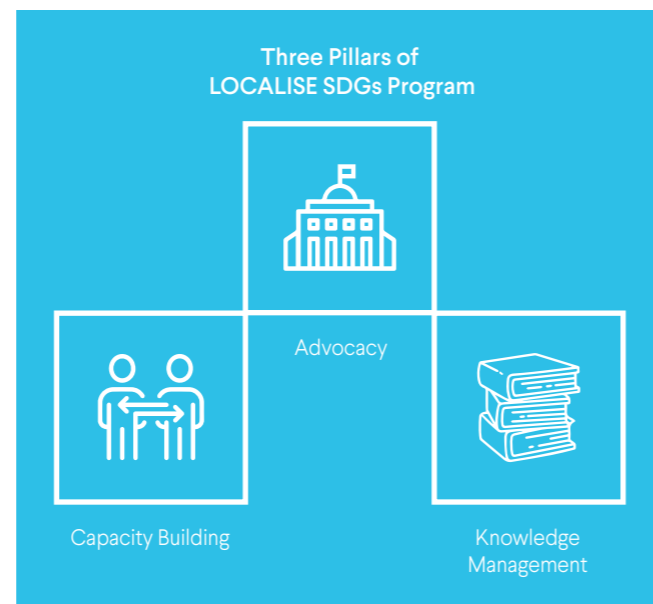 Three Pillars of
LOCALISE SDGs Program
Advocacy
Capacity Building
Knowledge
Management